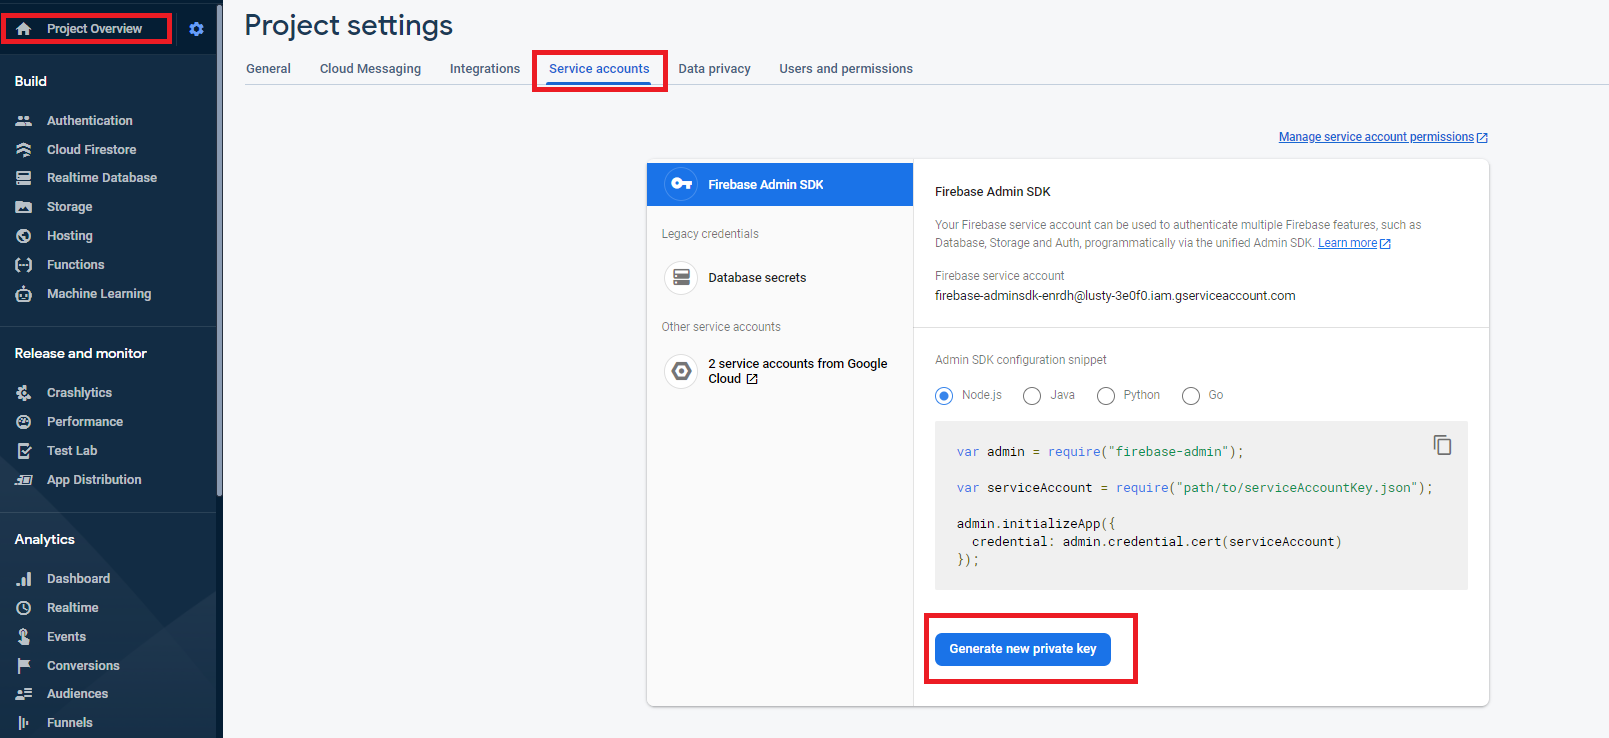 Project Overview
Build
Authentication
Cloud Firestore
Realtime Database
Storage
Hosting
Functions
Machine Learning
Release and monitor
Crashlytics
Performance
Test Lab
App Distribution
Analytics
Dashboard
Realtime
Events
Conversions
Audiences
Funnels
Project settings
General
Cloud Messaging
Integrations
Service accounts
Data privacy
Users and permissions
Manage service account permissions
Firebase Admin SDK
Legacy credentials
Database secrets
Other service accounts
2 service accounts from Google
Cloud
Firebase Admin SDK
Your Firebase service account can be used to authenticate multiple Firebase features, such as
Database, Storage and Auth, programmatically via the unified Admin SDK. Learn more
Firebase service account
firebase-adminsdk-enrdh@lusty-3e0f0.iam.gserviceaccount.com
Admin SDK configuration snippet
Node.js
Java
Python
Go
var admin = require("firebase-admin");
var serviceAccount = require("path/to/serviceAccountKey.json");
admin.initializeApp({
credential: admin.credential.cert(serviceAccount)
});
Generate new private key